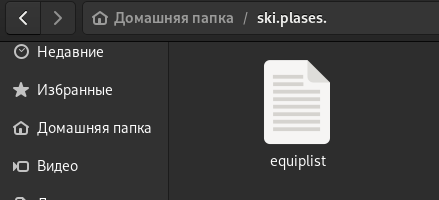 Домашняя папка / ski.plases.
Недавние
Избранные
Домашняя папка
Видео
equiplist